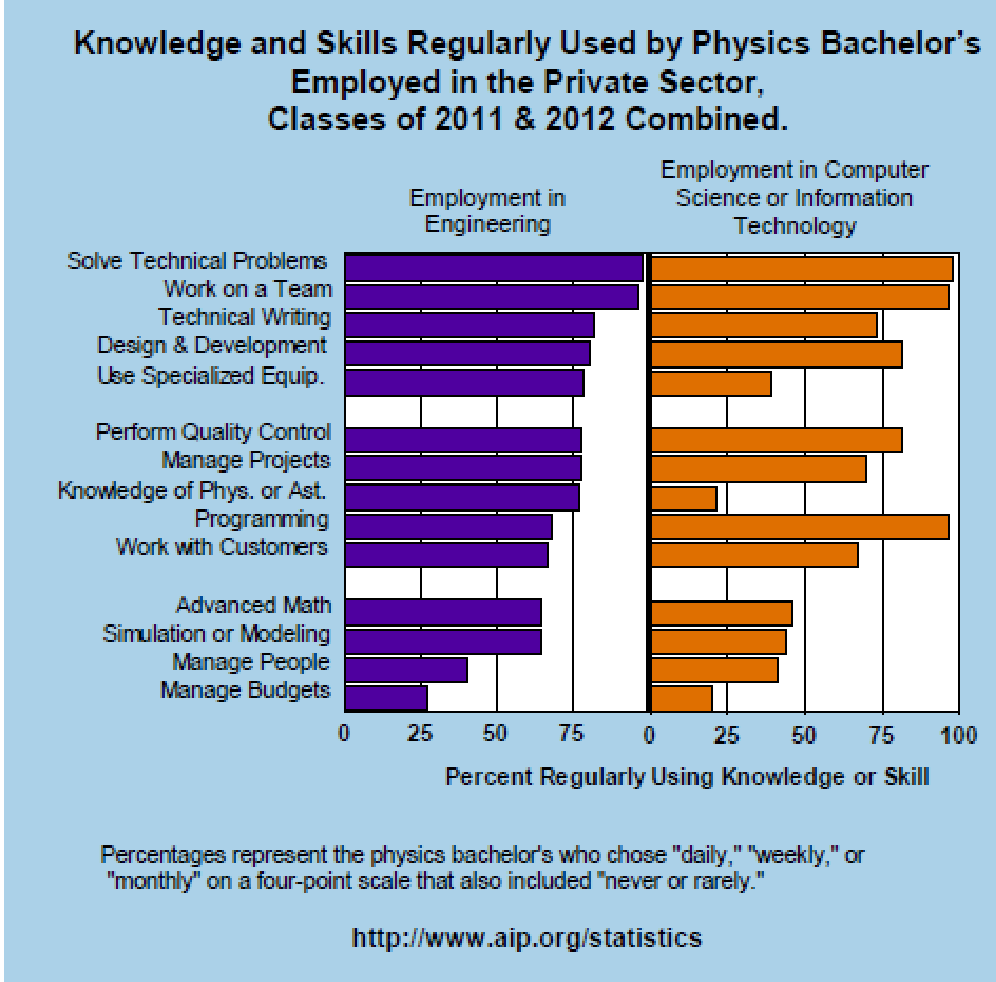 Knowledge and Skills Regularly Used by Physics Bachelor's
Employed in the Private Sector,
Classes of 2011 & 2012 Combined.
Employment in
Engineering
Employment in Computer
Science or Information
Technology
Solve Technical Problems
Work on a Team
Technical Writing
Design & Development
Use Specialized Equip.
Perform Quality Control
Manage Projects
Knowledge of Phys. or Ast.
Programming
Work with Customers
Advanced Math
Simulation or Modeling
Manage People
Manage Budgets
0 25 50 75 0 25 50 75 100
Percent Regularly Using Knowledge or Skill
Percentages represent the physics bachelor's who chose "daily," "weekly," or
"monthly" on a four-point scale that also included "never or rarely."
http://www.aip.org/statistics